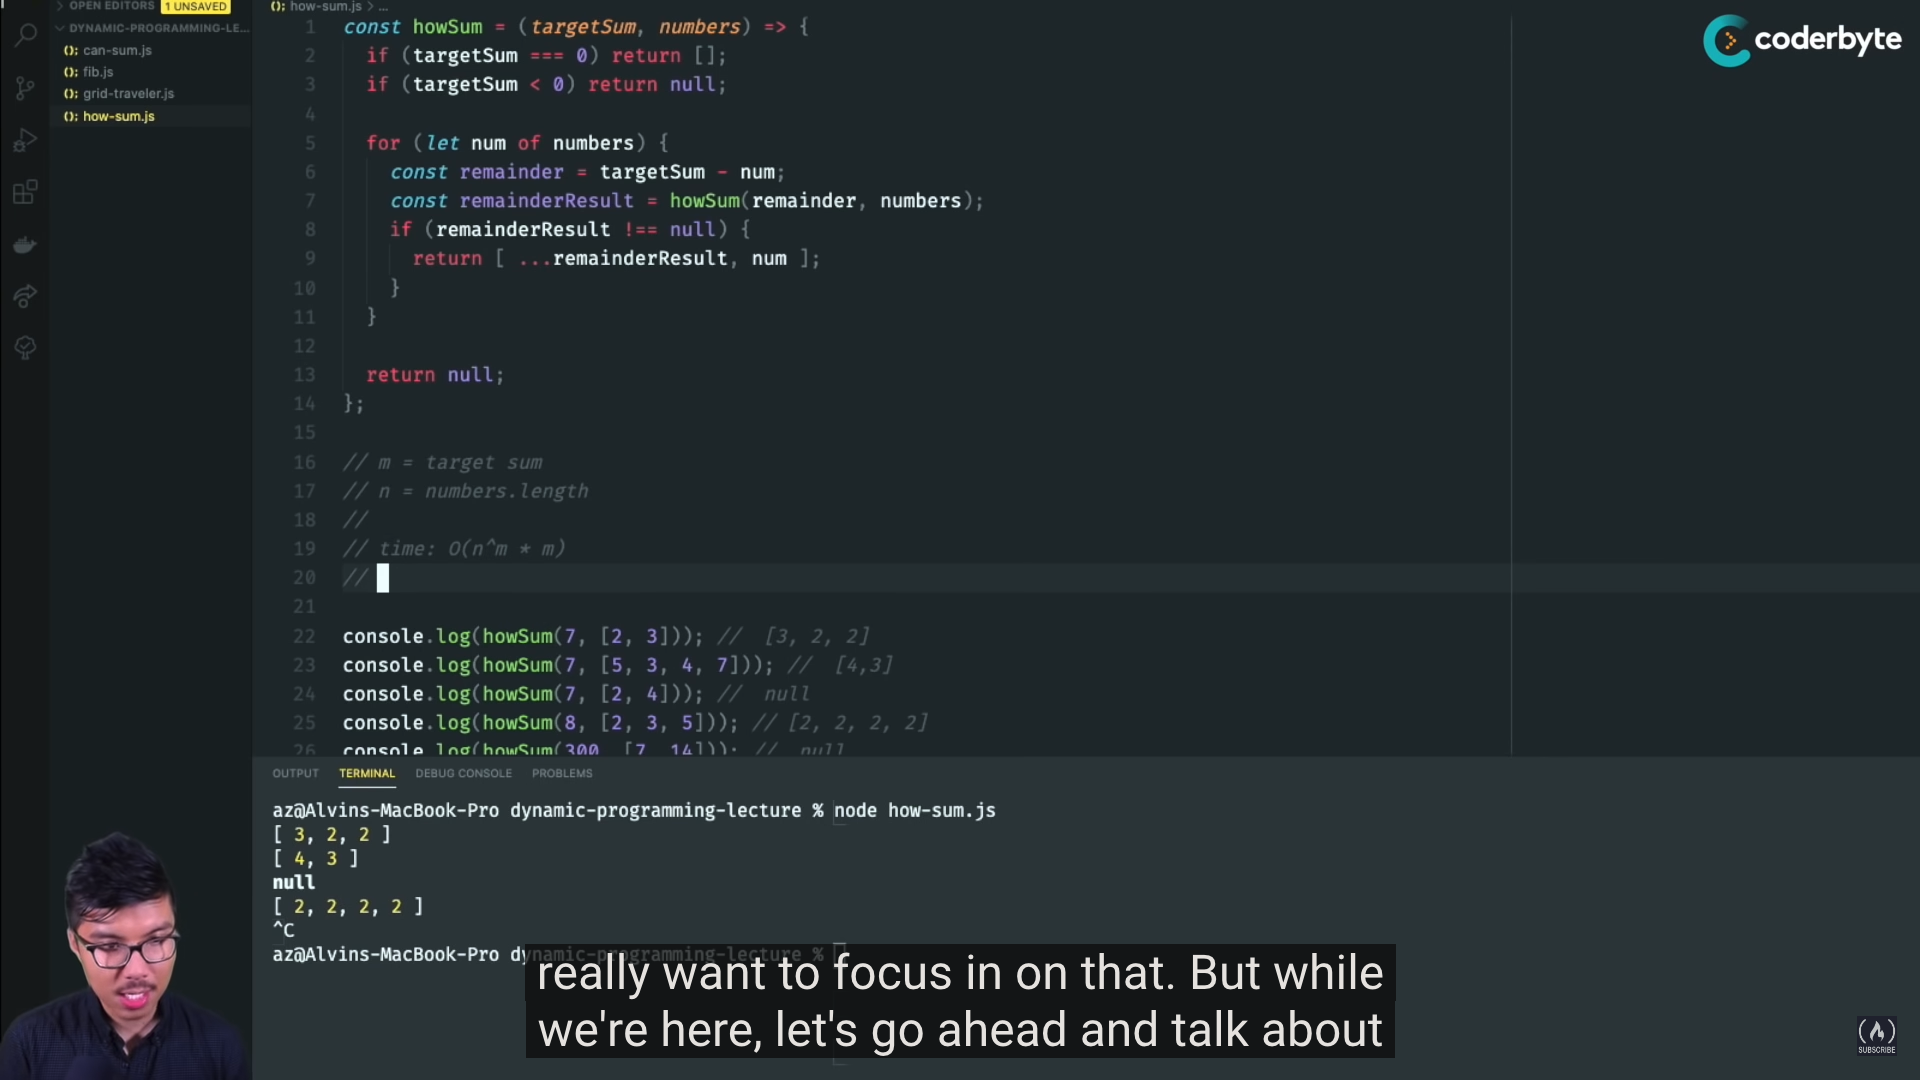 OPEN EDITORS 1 UNSAVED
DYNAMIC-PROGRAMMING-LE...
(): can-sum.js
(): fib.js
(): grid-traveler.js
(): how-sum.js
(): how-sum.js > ...
1 const howSum = (targetSum, numbers) => {
2 if (targetSum === 0) return [];
3 if (targetSum < 0) return null;
4
5 for (let num of numbers) {
6 const remainder = targetSum - num;
7 const remainderResult = howSum(remainder, numbers);
8 if (remainderResult !== null) {
9 return [ ...remainderResult, num ];
10 }
11 }
12
13 return null;
14 };
15
16 // m = target sum
17 // n = numbers.length
18 //
19 // time: O(n^m * m)
20 //
21
22 console.log(howSum(7, [2, 3])); // [3, 2, 2]
23 console.log(howSum(7, [5, 3, 4, 7])); // [4,3]
24 console.log(howSum(7, [2, 4])); // null
25 console.log(howSum(8, [2, 3, 5])); // [2, 2, 2, 2]
26 console.log(howSum(300, [7, 14])); // null
coderbyte
OUTPUT TERMINAL DEBUG CONSOLE PROBLEMS
az@Alvins-MacBook-Pro dynamic-programming-lecture % node how-sum.js
[ 3, 2, 2 ]
[ 4, 3 ]
null
[ 2, 2, 2, 2 ]
^C
az@Alvins-MacBook-Pro dynamic-programming-lecture %
really want to focus in on that. But while
we're here, let's go ahead and talk about
SUBSCRIBE